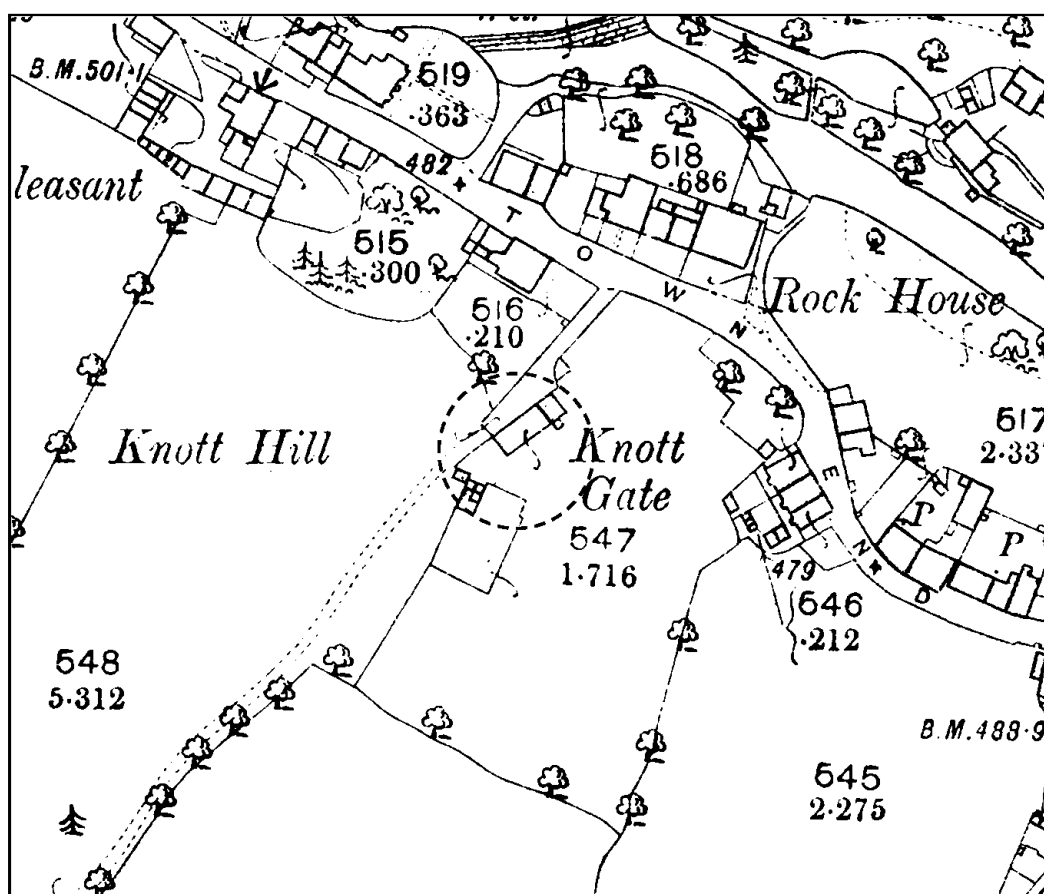 B.M.501·1
519
·363
518
·686
482
leasant
515
·300
T O W N E N D
516
·210
Rock House
Knott Hill
Knott
Gate
517
2·33
547
1·716
P
P
479
546
·212
548
5·312
B.M.488·9
545
2·275